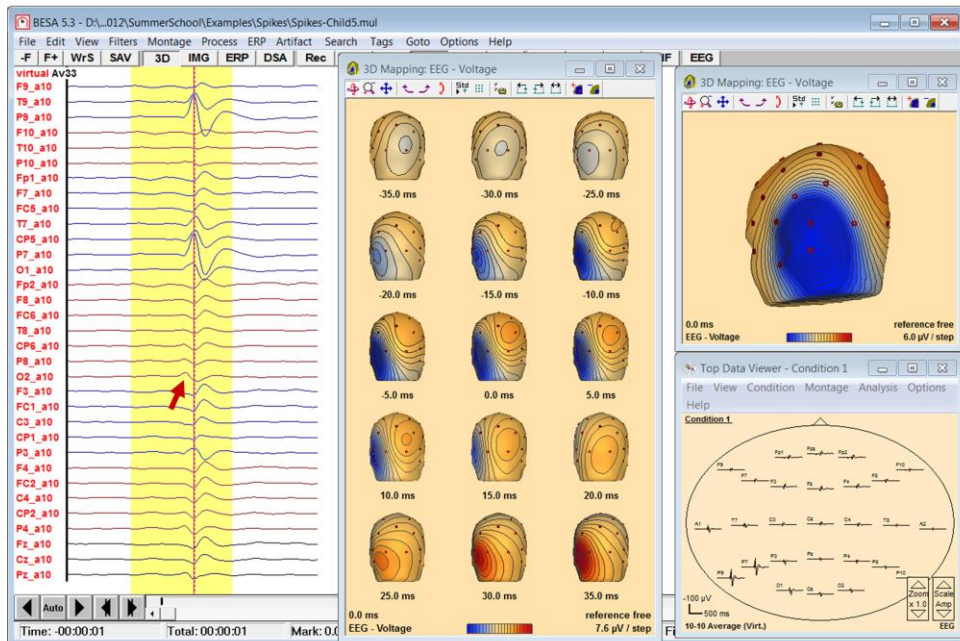 BESA 5.3 - D:\...012\SummerSchool\Examples\Spikes\Spikes-Child5.mul
File Edit View Filters Montage Process ERP Artifact Search Tags Goto Options Help
-F F+ WrS SAV 3D IMG ERP DSA Rec
EEG
virtual Av33
F9_a10
T9_a10
P9_a10
F10_a10
T10_a10
P10_a10
Fp1_a10
F7_a10
FC5_a10
T7_a10
CP5_a10
P7_a10
O1_a10
Fp2_a10
F8_a10
FC6_a10
T8_a10
CP6_a10
P8_a10
O2_a10
F3_a10
FC1_a10
C3_a10
CP1_a10
P3_a10
F4_a10
FC2_a10
C4_a10
CP2_a10
P4_a10
Fz_a10
Cz_a10
Pz_a10
Auto
Time: -00:00:01 Total: 00:00:01 Mark: 0.0
3D Mapping: EEG - Voltage
Std
-35.0 ms -30.0 ms -25.0 ms
-20.0 ms -15.0 ms -10.0 ms
-5.0 ms 0.0 ms 5.0 ms
10.0 ms 15.0 ms 20.0 ms
25.0 ms 30.0 ms 35.0 ms
0.0 ms reference free
EEG - Voltage 7.6 µV / step
3D Mapping: EEG - Voltage
Std
0.0 ms reference free
EEG - Voltage 6.0 µV / step
Top Data Viewer - Condition 1
File View Condition Montage Analysis Options
Help
Condition 1
Fp1 Fpz Fp2
F9 F10
F7 F8
F3 Fz F4
A1 T7 C3 Cz C4 T8 A2
P3 Pz P4
P9 P7 P8 P10
O1 Oz O2
-100 µV
500 ms
Zoom x 1.0
Scale Amp
10-10 Average (Virt.) EEG